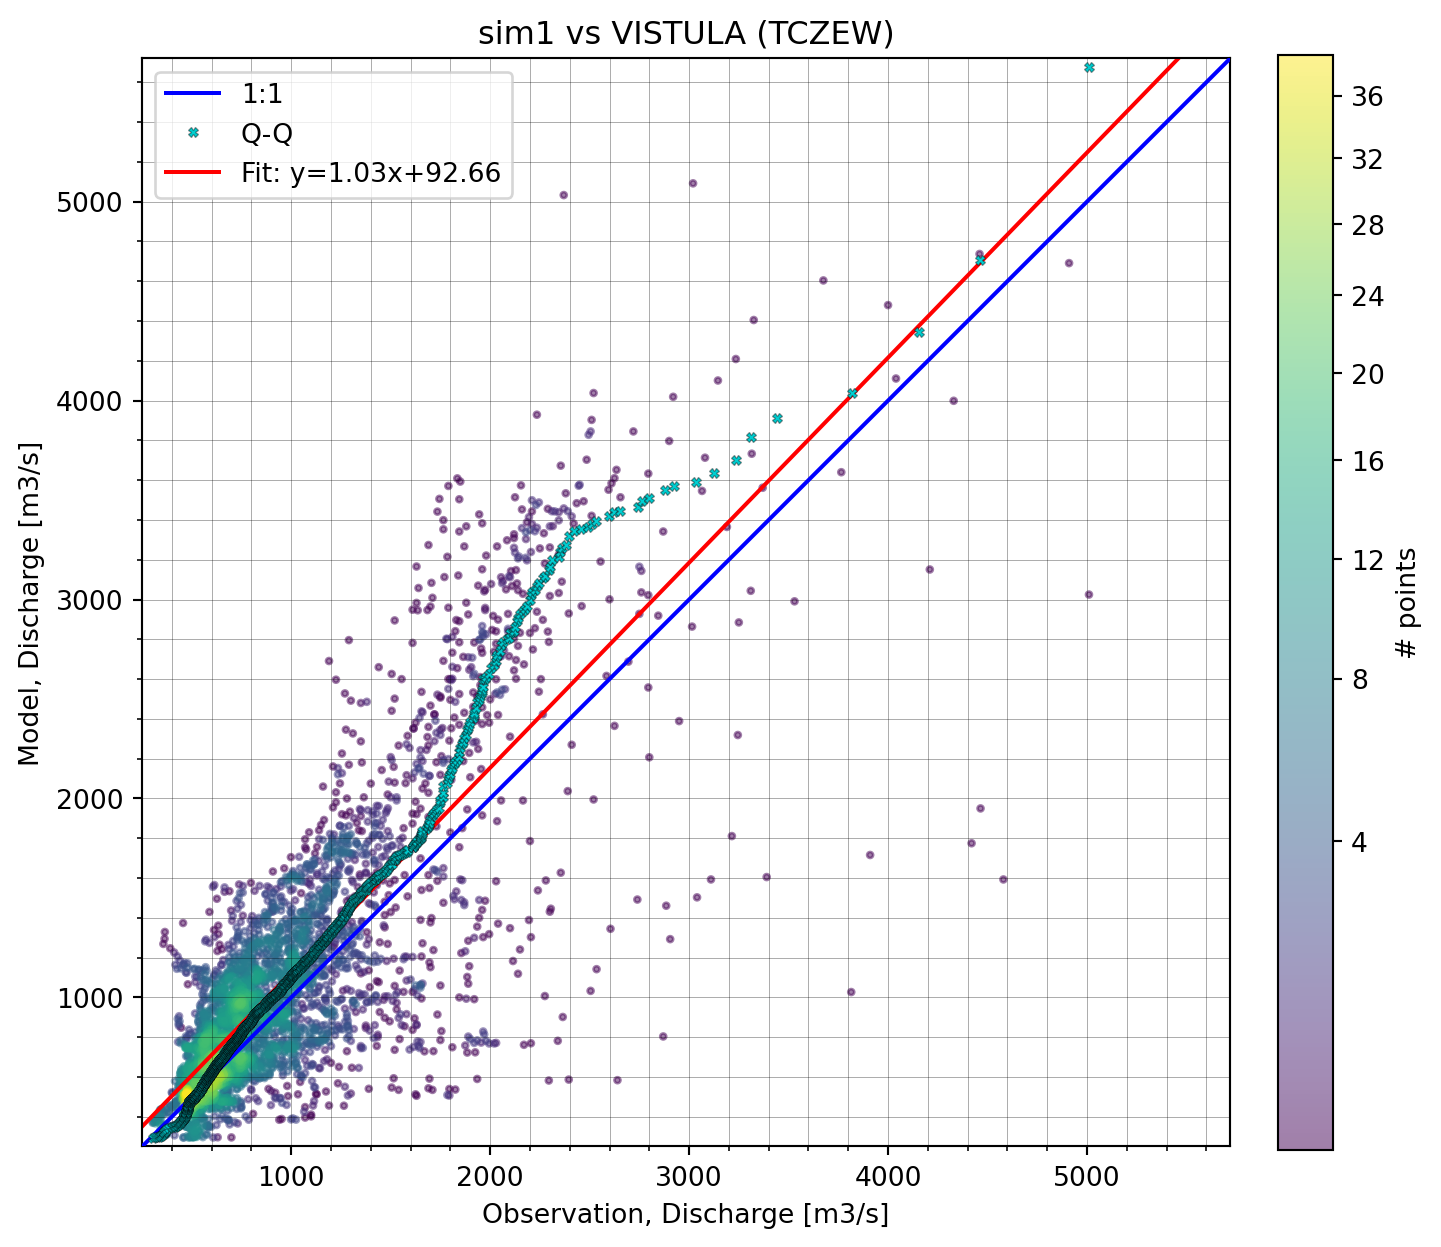 sim1 vs VISTULA (TCZEW)
1:1
Q-Q
Fit: y=1.03x+92.66
Model, Discharge [m3/s]
5000
4000
3000
2000
1000
1000 2000 3000 4000 5000
Observation, Discharge [m3/s]
36
32
28
24
20
16
12
8
4
# points